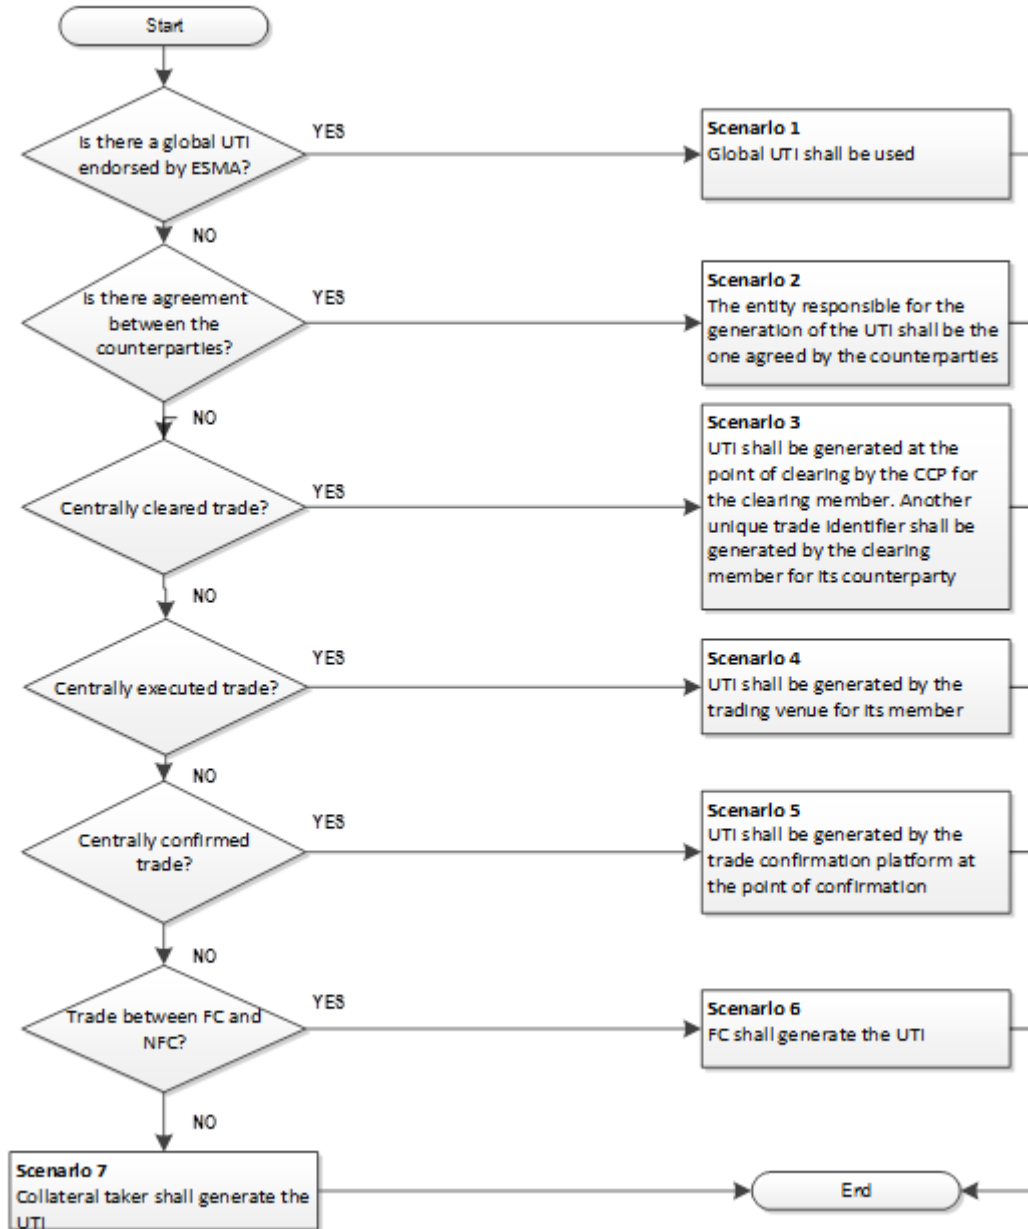 Start
Is there a global UTI
endorsed by ESMA?
YES
Scenario 1
Global UTI shall be used
NO
Is there agreement
between the
counterparties?
YES
Scenario 2
The entity responsible for the
generation of the UTI shall be the
one agreed by the counterparties
NO
Centrally cleared trade?
YES
Scenario 3
UTI shall be generated at the
point of clearing by the CCP for
the clearing member. Another
unique trade identifier shall be
generated by the clearing
member for its counterparty
NO
Centrally executed trade?
YES
Scenario 4
UTI shall be generated by the
trading venue for its member
NO
Centrally confirmed
trade?
YES
Scenario 5
UTI shall be generated by the
trade confirmation platform at
the point of confirmation
NO
Trade between FC and
NFC?
YES
Scenario 6
FC shall generate the UTI
NO
Scenario 7
Collateral taker shall generate the
UTI
End